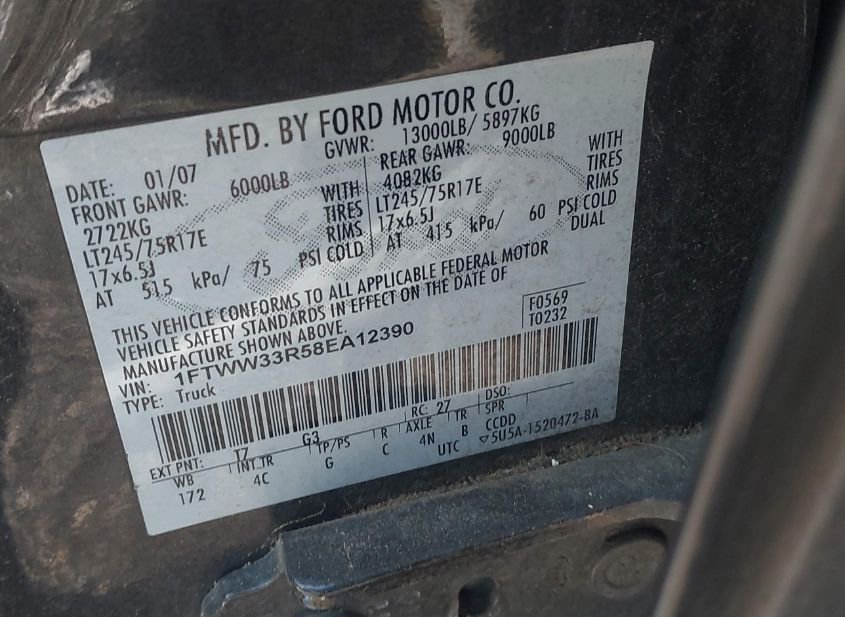 MFD. BY FORD MOTOR CO.
DATE: 01/07 GVWR: 13000LB/ 5897KG
FRONT GAWR: 6000LB REAR GAWR: 9000LB
2722KG WITH 4082KG WITH
LT245/75R17E TIRES LT245/75R17E TIRES
17x6.5J RIMS 17x6.5J RIMS
AT 515 kPa/ 75 PSI COLD AT 415 kPa/ 60 PSI COLD
DUAL
THIS VEHICLE CONFORMS TO ALL APPLICABLE FEDERAL MOTOR
VEHICLE SAFETY STANDARDS IN EFFECT ON THE DATE OF
MANUFACTURE SHOWN ABOVE.
F0569
T0232
VIN: 1FTWW33R58EA12390
TYPE: Truck
EXT PNT: T7 G3 RC: 27 DSO:
WB INT TR TP/PS R AXLE TR SPR
172 4C G C 4N B CCDD
UTC ▽5U5A-1520472-BA